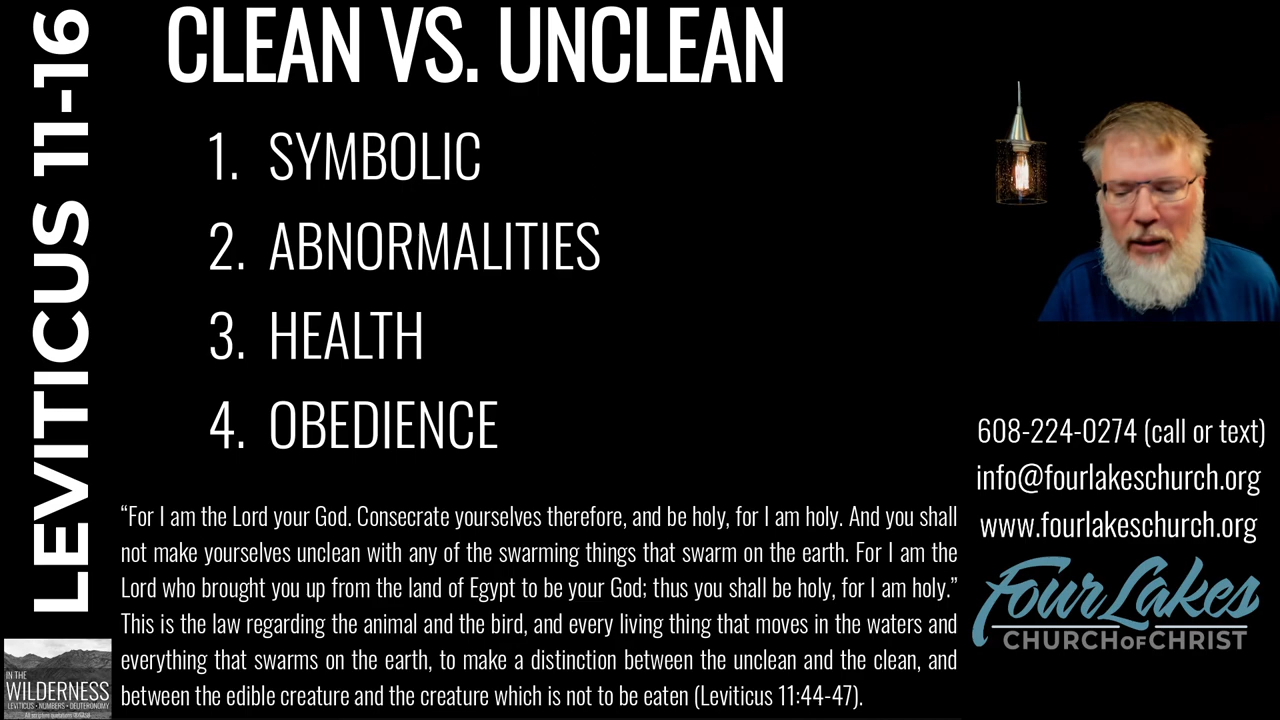 LEVITICUS 11-16
CLEAN VS. UNCLEAN
1. SYMBOLIC
2. ABNORMALITIES
3. HEALTH
4. OBEDIENCE
“For I am the Lord your God. Consecrate yourselves therefore, and be holy, for I am holy. And you shall
not make yourselves unclean with any of the swarming things that swarm on the earth. For I am the
Lord who brought you up from the land of Egypt to be your God; thus you shall be holy, for I am holy.”
This is the law regarding the animal and the bird, and every living thing that moves in the waters and
everything that swarms on the earth, to make a distinction between the unclean and the clean, and
between the edible creature and the creature which is not to be eaten (Leviticus 11:44-47).
608-224-0274 (call or text)
info@fourlakeschurch.org
www.fourlakeschurch.org
Four Lakes
CHURCH OF CHRIST
IN THE
WILDERNESS
LEVITICUS • NUMBERS • DEUTERONOMY